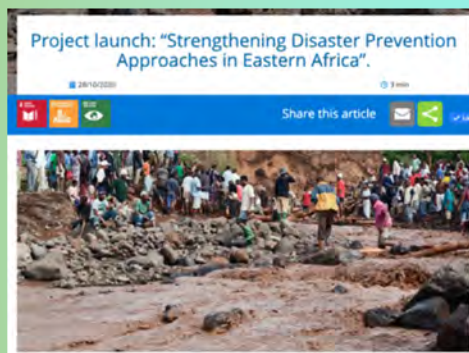 Project launch: “Strengthening Disaster Prevention
Approaches in Eastern Africa”.
28/10/2020
3 min
Share this article